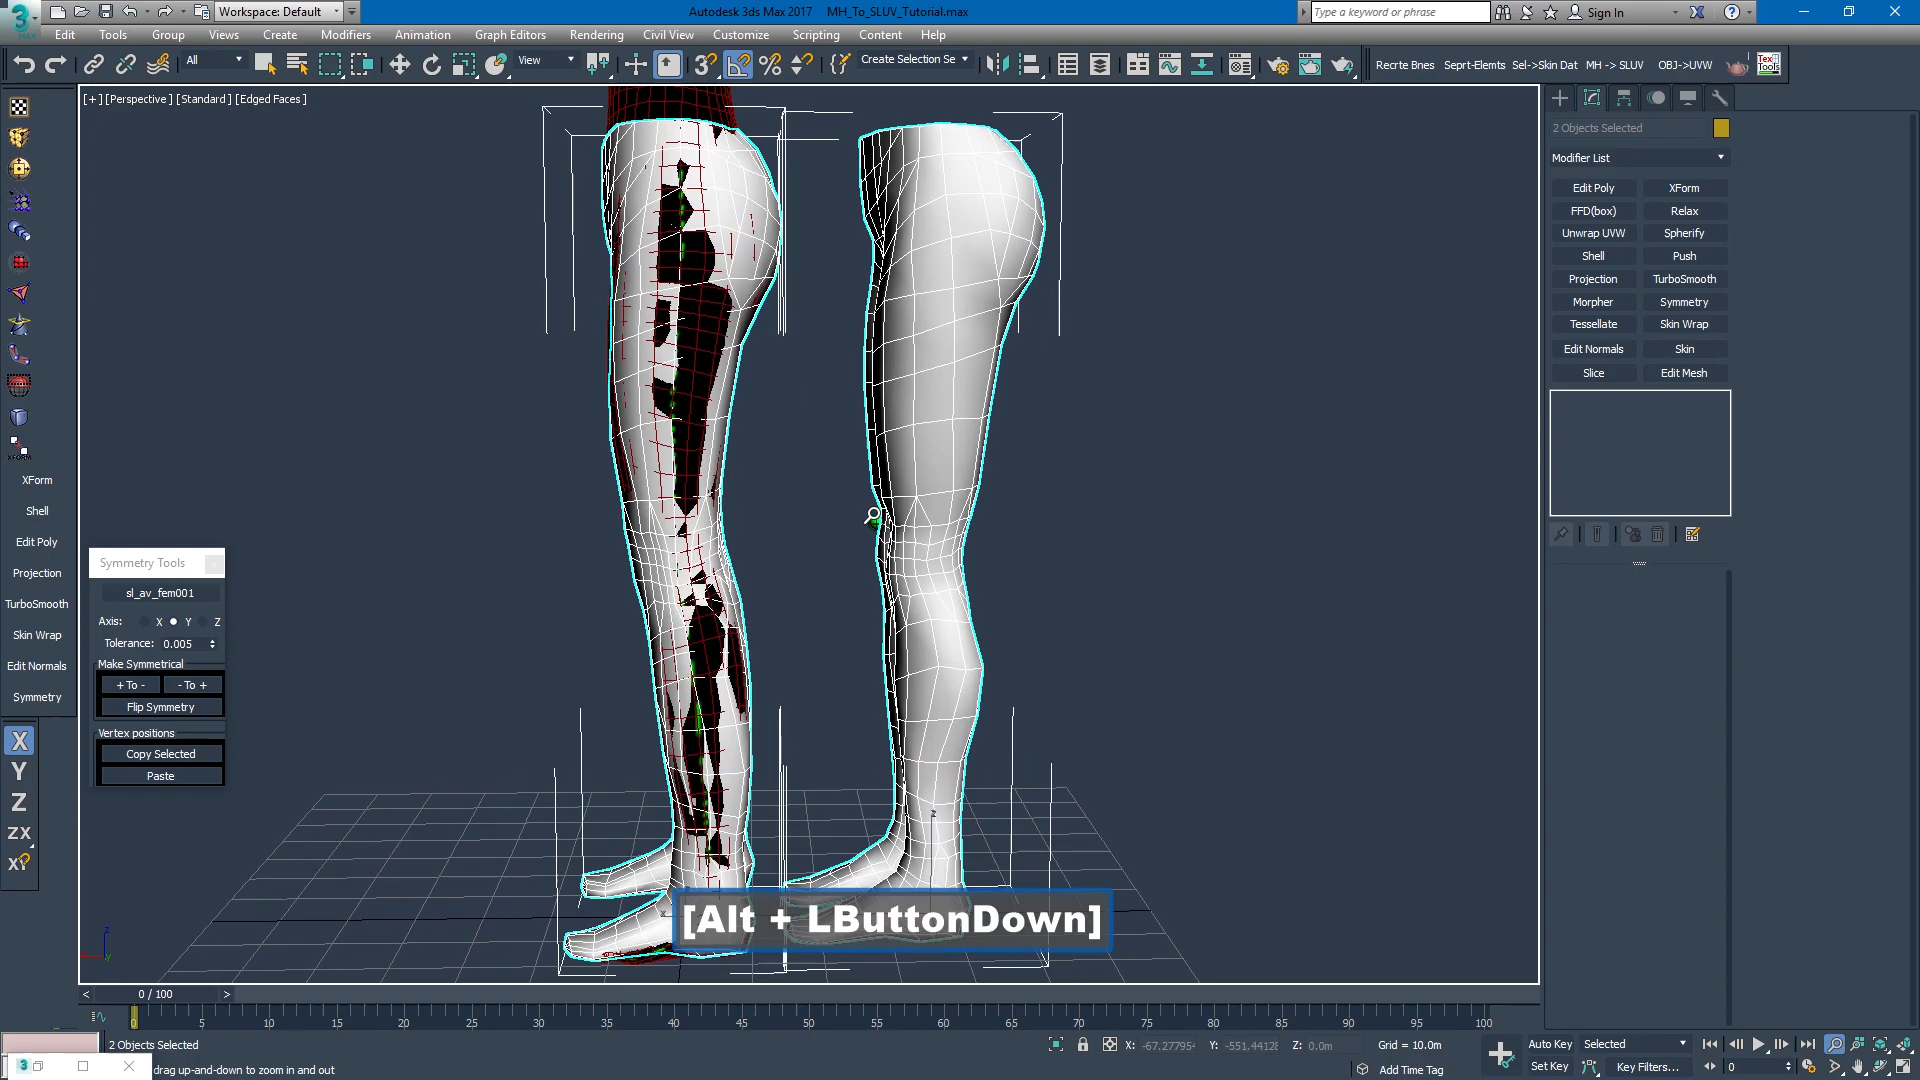 Workspace: Default
Autodesk 3ds Max 2017    MH_To_SLUV_Tutorial.max
Type a keyword or phrase
Sign In
Edit Tools Group Views Create Modifiers Animation Graph Editors Rendering Civil View Customize Scripting Content Help
All
View
Create Selection Se
Recrte Bnes Seprt-Elemts Sel->Skin Dat MH -> SLUV OBJ->UVW
[+] [Perspective] [Standard] [Edged Faces]
2 Objects Selected
Modifier List
Edit Poly XForm
FFD(box) Relax
Unwrap UVW Spherify
Shell Push
Projection TurboSmooth
Morpher Symmetry
Tessellate Skin Wrap
Edit Normals Skin
Slice Edit Mesh
XForm
Shell
Edit Poly
Projection
TurboSmooth
Skin Wrap
Edit Normals
Symmetry
X
Y
Z
ZX
XY
Symmetry Tools
sl_av_fem001
Axis: X Y Z
Tolerance: 0.005
Make Symmetrical
+ To - - To +
Flip Symmetry
Vertex positions
Copy Selected
Paste
[Alt + LButtonDown]
< 0 / 100 >
0 5 10 15 20 25 30 35 40 45 50 55 60 65 70 75 80 85 90 95 100
2 Objects Selected
X: -67.27795 Y: -551.44128 Z: 0.0m Grid = 10.0m
Auto Key Selected
drag up-and-down to zoom in and out
Add Time Tag
Set Key Key Filters...
0